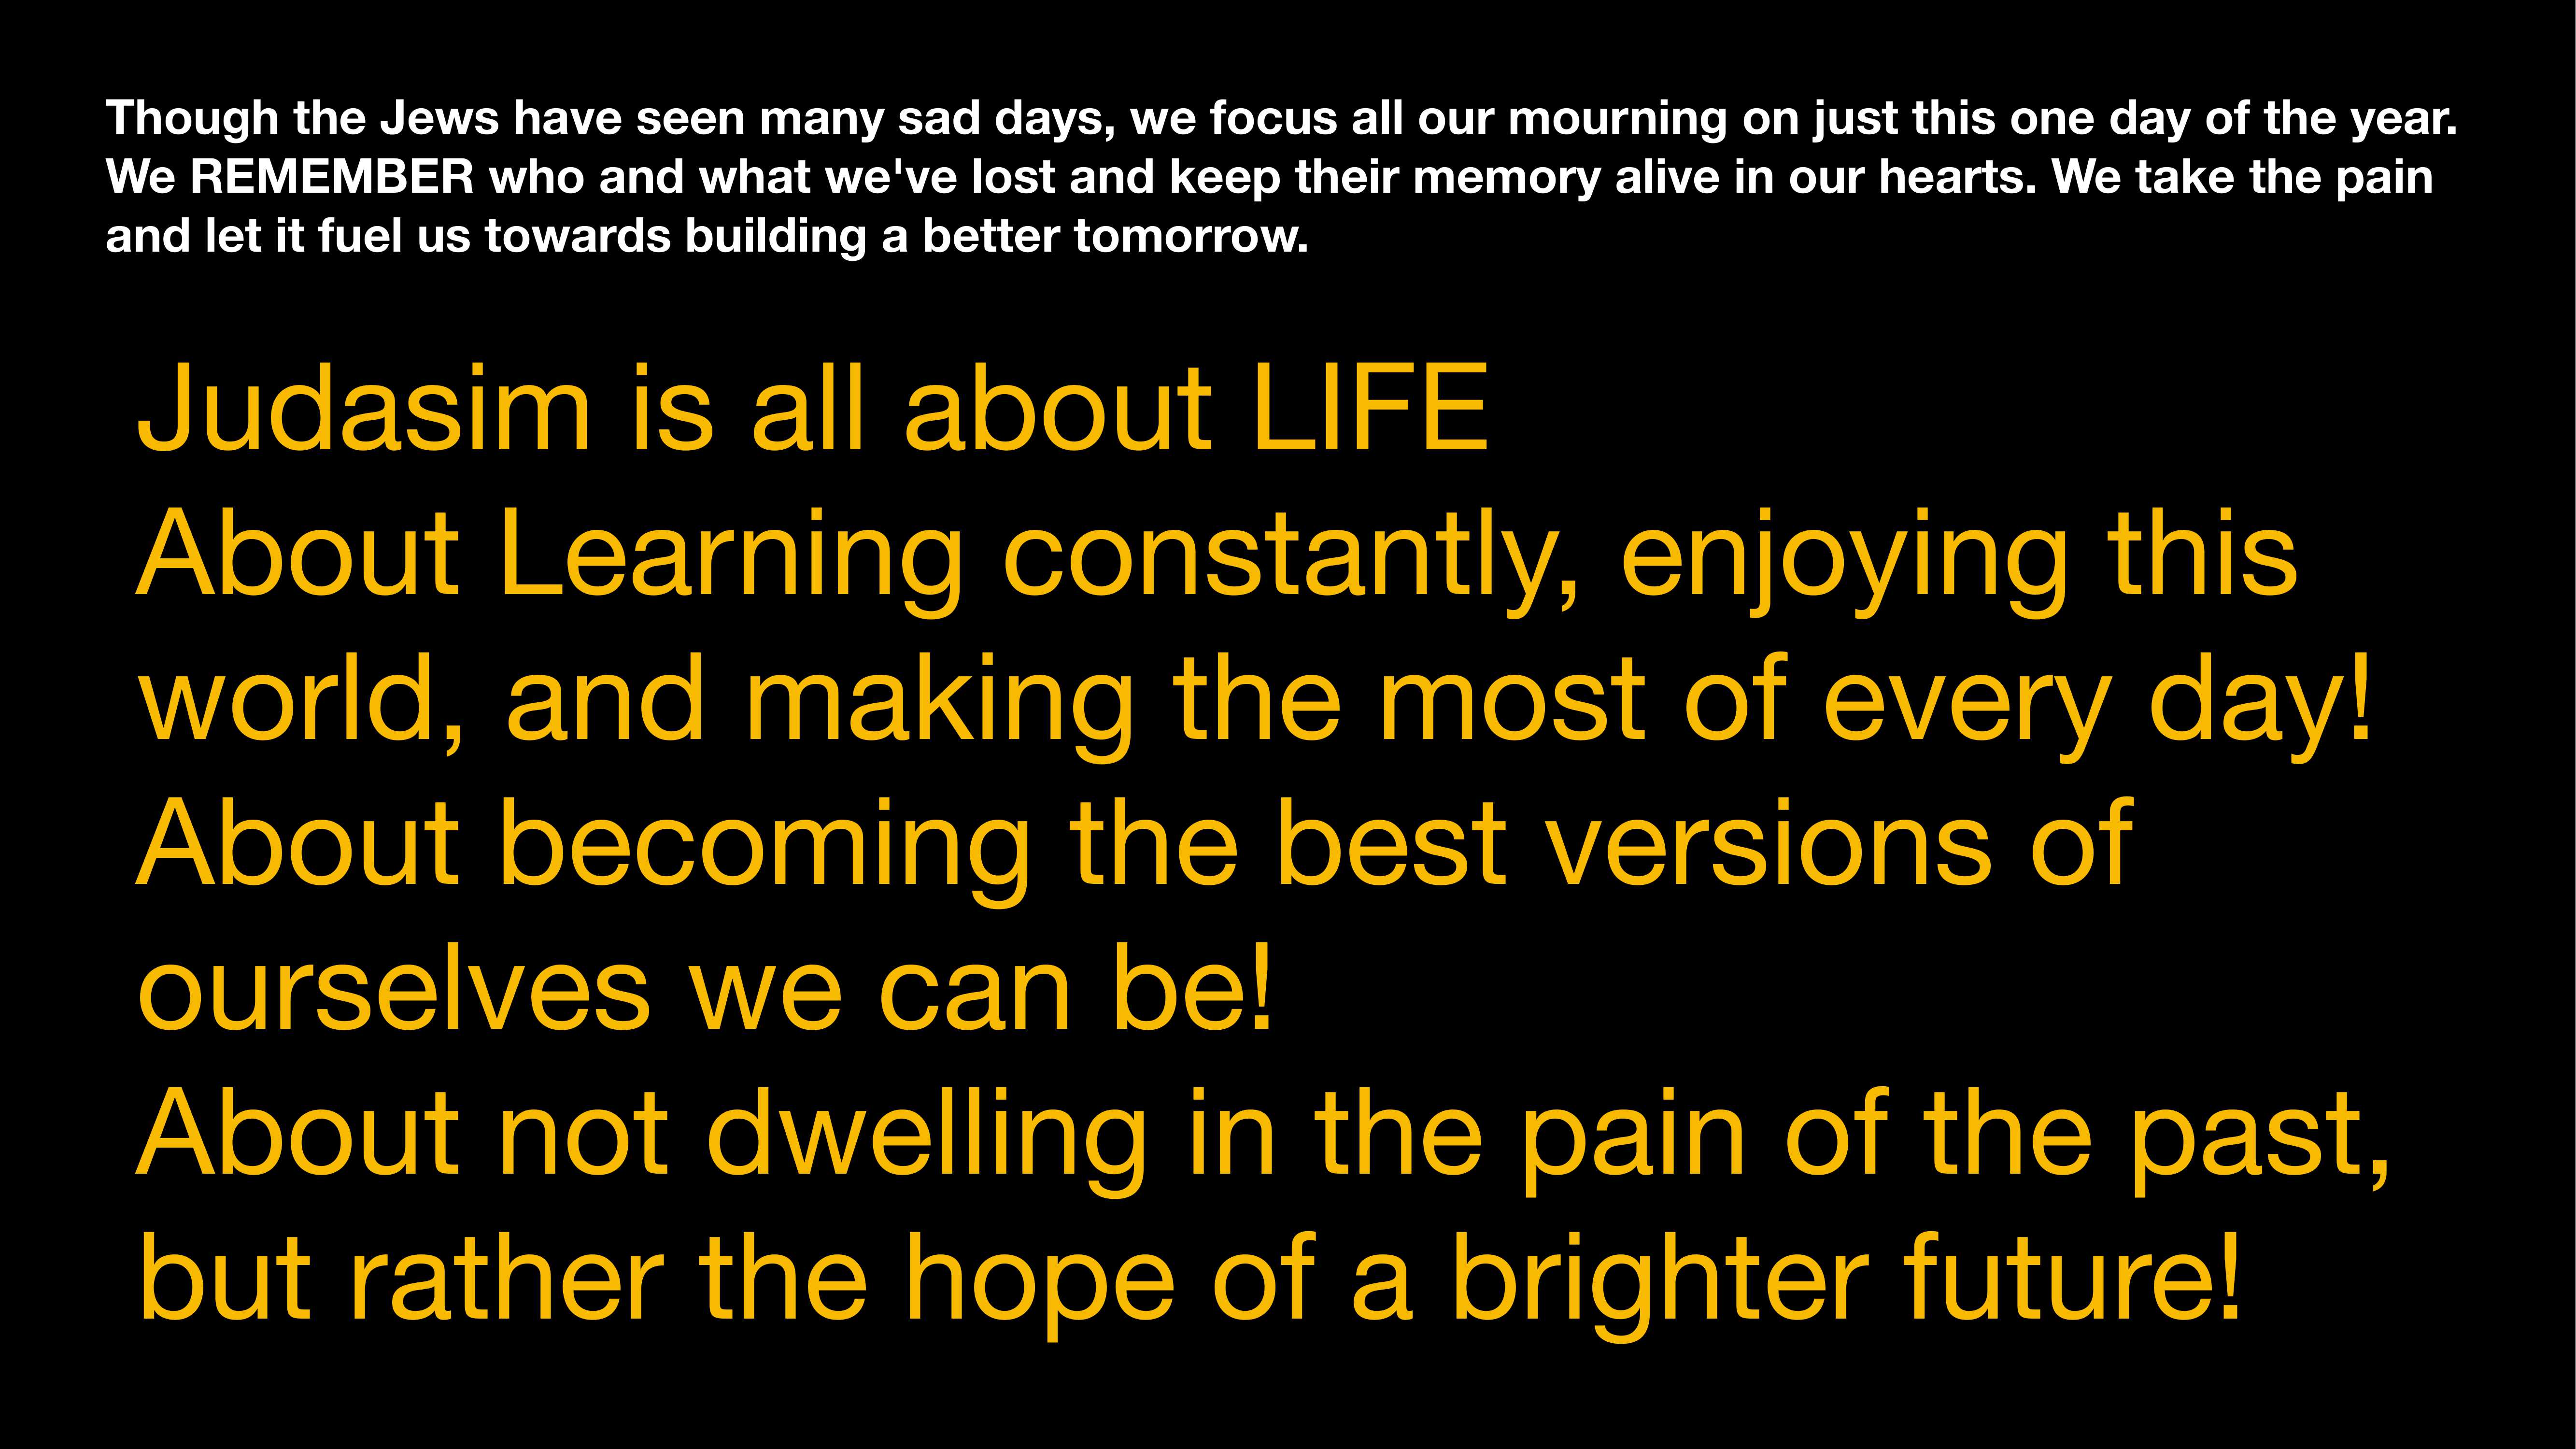 Though the Jews have seen many sad days, we focus all our mourning on just this one day of the year.
We REMEMBER who and what we've lost and keep their memory alive in our hearts. We take the pain
and let it fuel us towards building a better tomorrow.
Judasim is all about LIFE
About Learning constantly, enjoying this
world, and making the most of every day!
About becoming the best versions of
ourselves we can be!
About not dwelling in the pain of the past,
but rather the hope of a brighter future!